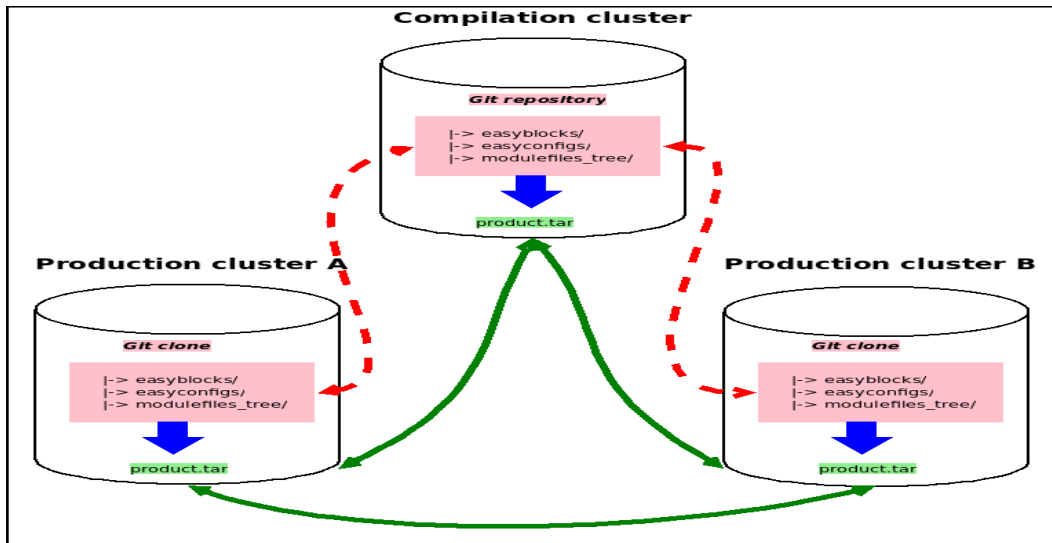 Compilation cluster
Git repository
|-> easyblocks/
|-> easyconfigs/
|-> modulefiles_tree/
product.tar
Production cluster A
Git clone
|-> easyblocks/
|-> easyconfigs/
|-> modulefiles_tree/
product.tar
Production cluster B
Git clone
|-> easyblocks/
|-> easyconfigs/
|-> modulefiles_tree/
product.tar